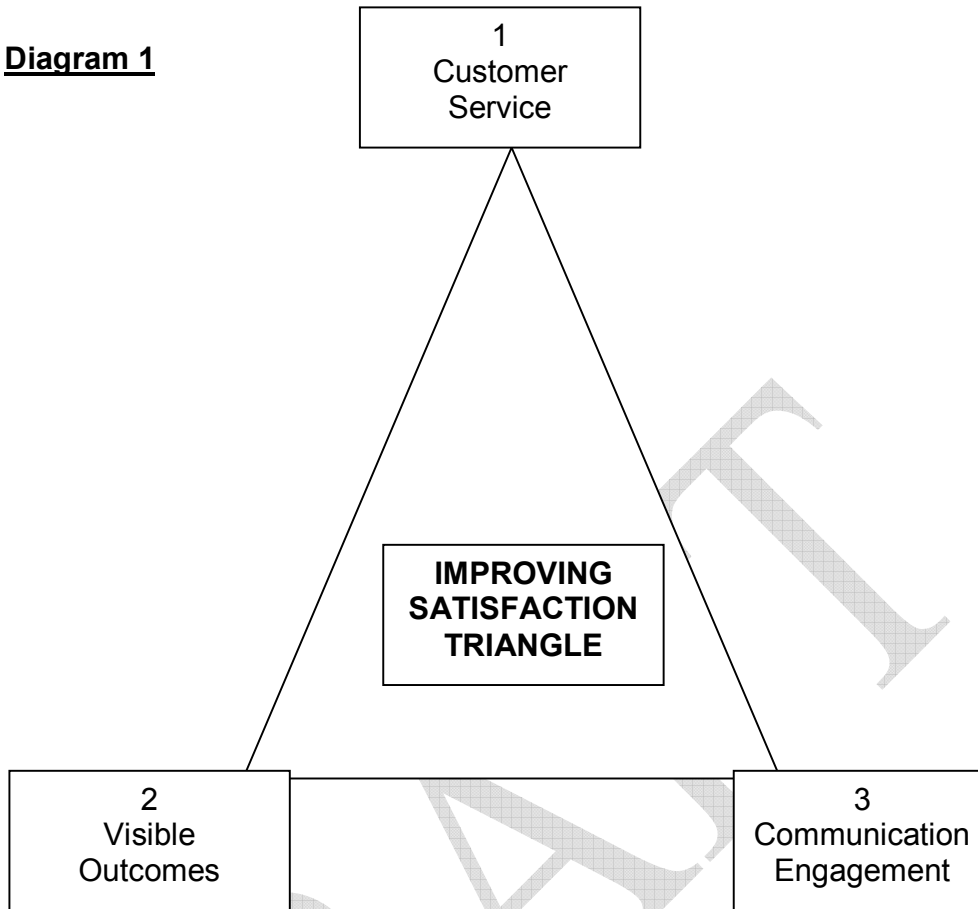 Diagram 1
1
Customer
Service
IMPROVING
SATISFACTION
TRIANGLE
2
Visible
Outcomes
3
Communication
Engagement